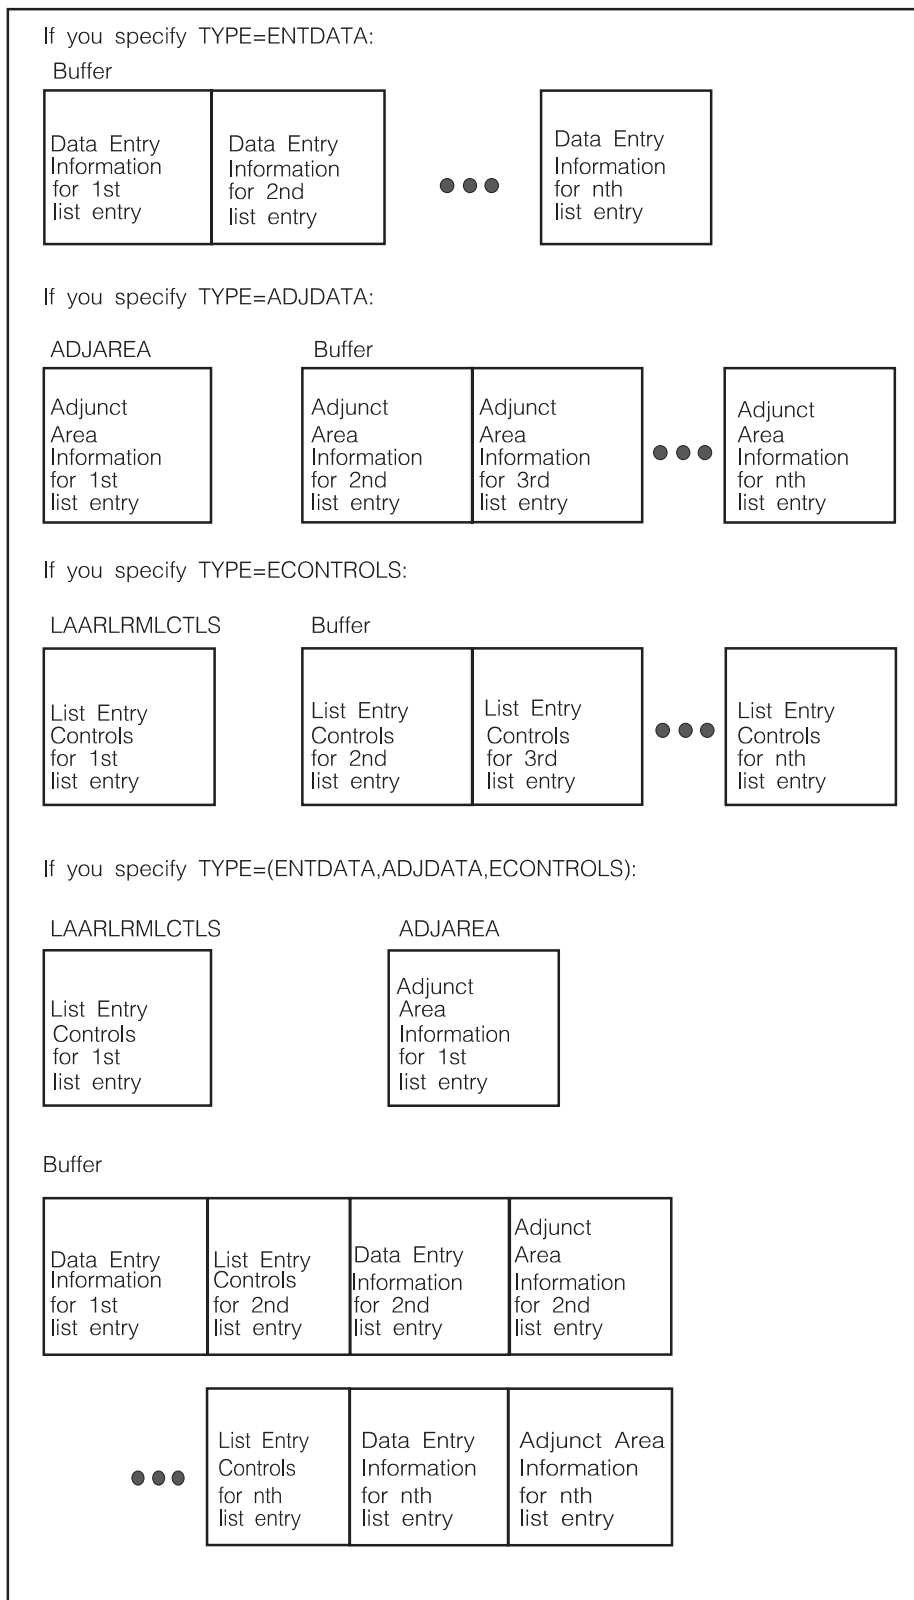 If you specify TYPE=ENTDATA:
Buffer
Data Entry
Information
for 1st
list entry
Data Entry
Information
for 2nd
list entry
Data Entry
Information
for nth
list entry
If you specify TYPE=ADJDATA:
ADJAREA
Buffer
Adjunct
Area
Information
for 1st
list entry
Adjunct
Area
Information
for 2nd
list entry
Adjunct
Area
Information
for 3rd
list entry
Adjunct
Area
Information
for nth
list entry
If you specify TYPE=ECONTROLS:
LAARLRMLCTLS
Buffer
List Entry
Controls
for 1st
list entry
List Entry
Controls
for 2nd
list entry
List Entry
Controls
for 3rd
list entry
List Entry
Controls
for nth
list entry
If you specify TYPE=(ENTDATA,ADJDATA,ECONTROLS):
LAARLRMLCTLS
ADJAREA
List Entry
Controls
for 1st
list entry
Adjunct
Area
Information
for 1st
list entry
Buffer
Data Entry
Information
for 1st
list entry
List Entry
Controls
for 2nd
list entry
Data Entry
Information
for 2nd
list entry
Adjunct
Area
Information
for 2nd
list entry
List Entry
Controls
for nth
list entry
Data Entry
Information
for nth
list entry
Adjunct Area
Information
for nth
list entry